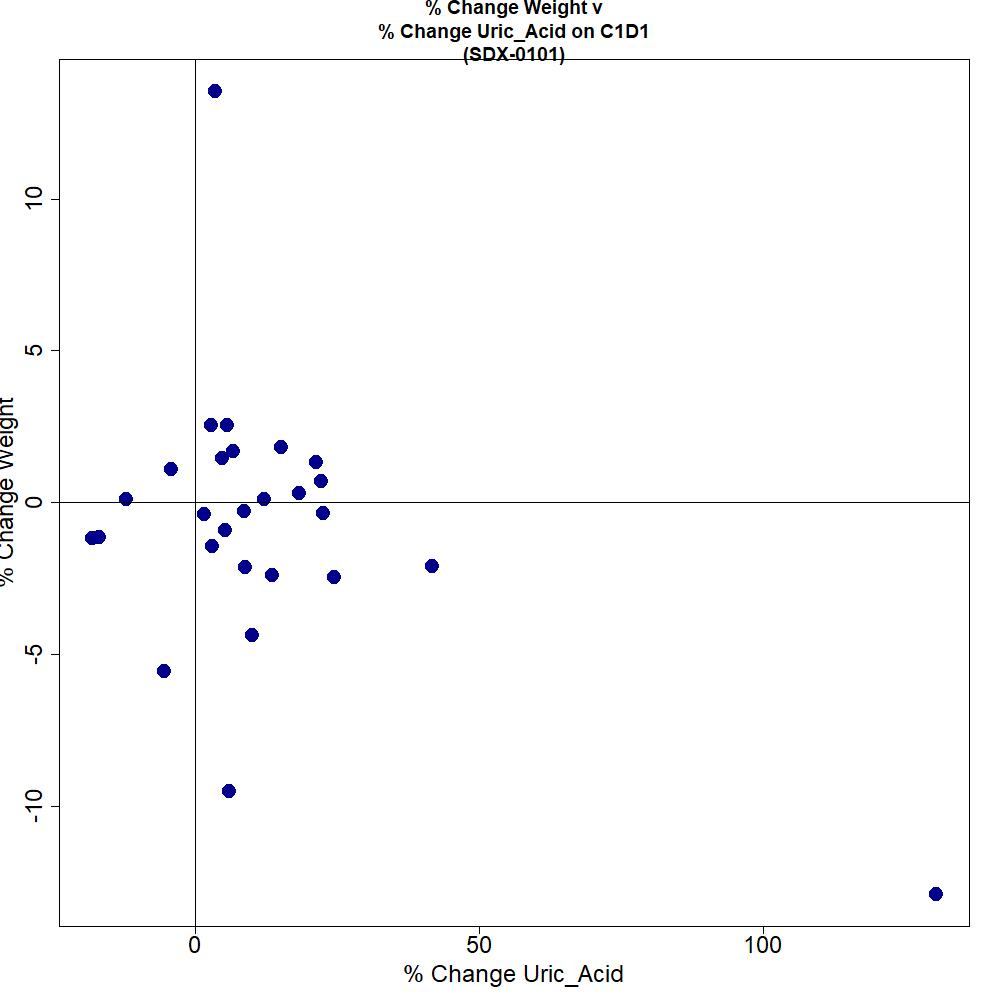 % Change Weight v
% Change Uric_Acid on C1D1
(SDX-0101)
10
5
0
-5
-10
% Change Weight
0
50
100
% Change Uric_Acid